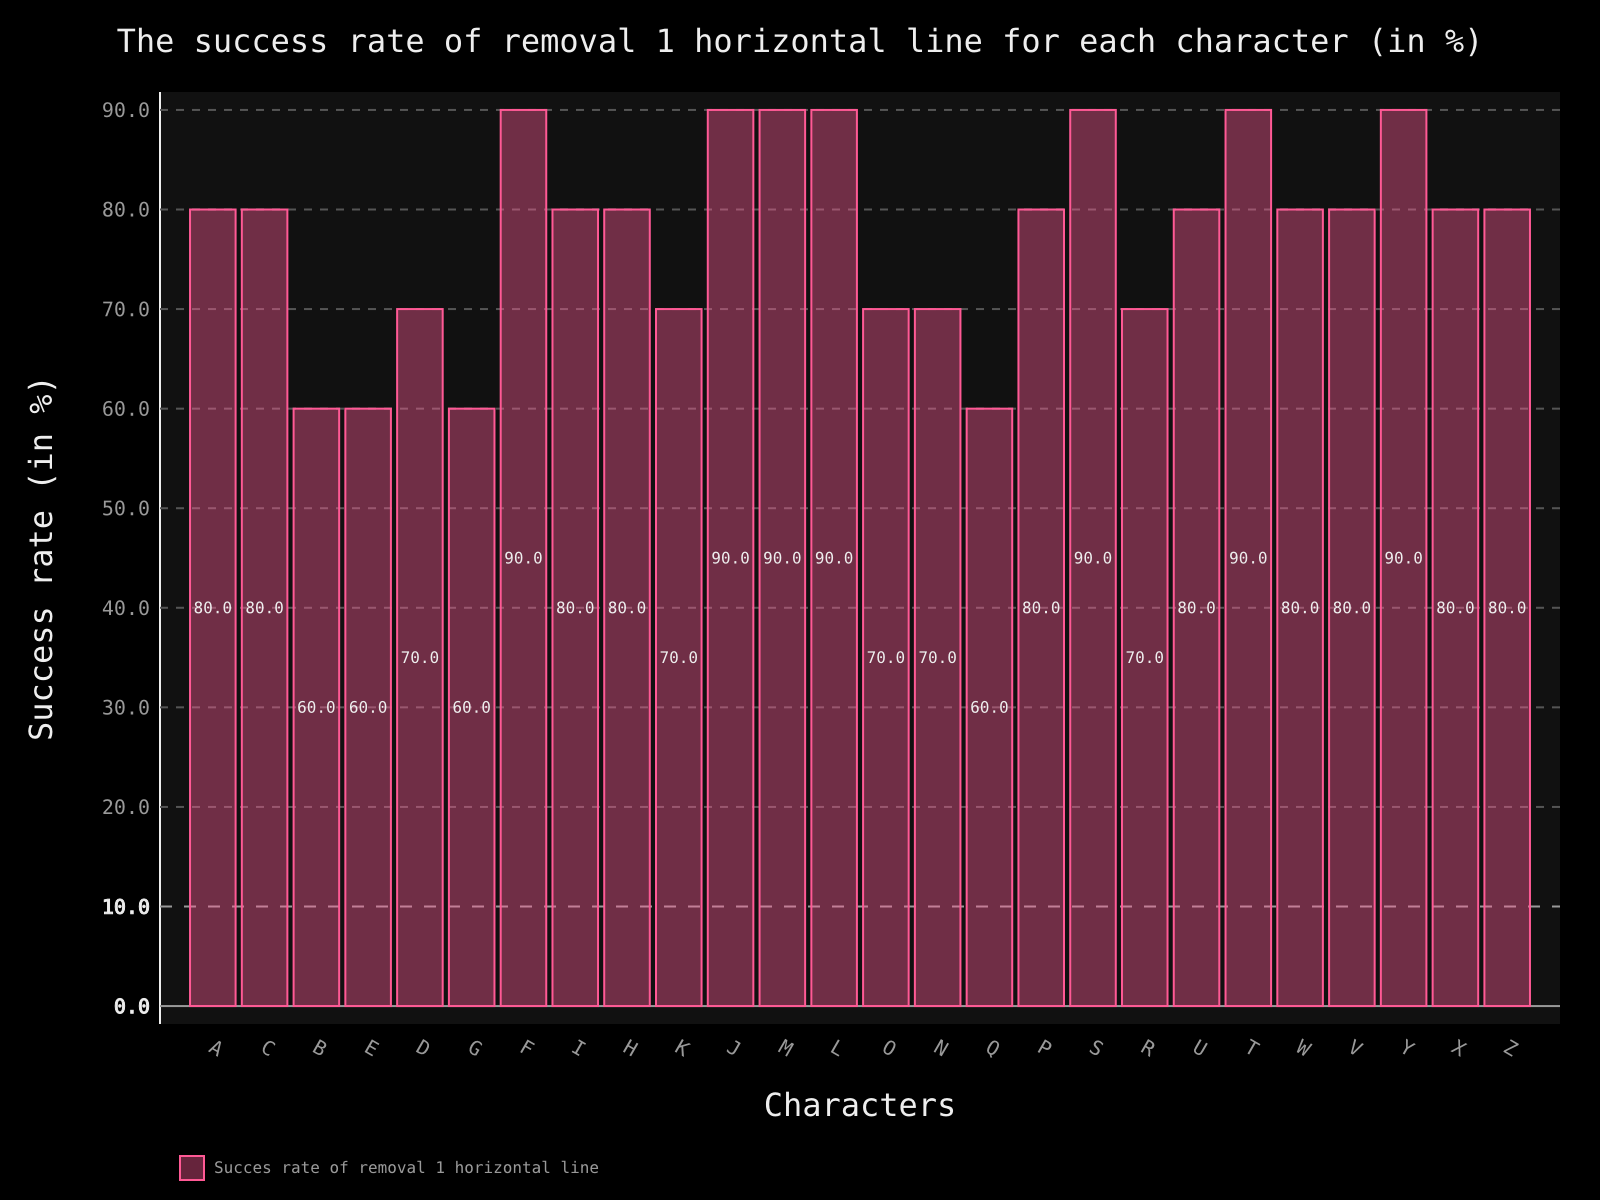 The success rate of removal 1 horizontal line for each character (in %)
Success rate (in %)
90.0
80.0
70.0
60.0
50.0
40.0
30.0
20.0
10.0
0.0
90.0 90.0 90.0 90.0 90.0 90.0 90.0
80.0 80.0 80.0 80.0 80.0 80.0 80.0 80.0 80.0 80.0
70.0 70.0 70.0 70.0 70.0
60.0 60.0 60.0 60.0
A C B E D G F I H K J M L O N Q P S R U T W V Y X Z
Characters
Succes rate of removal 1 horizontal line